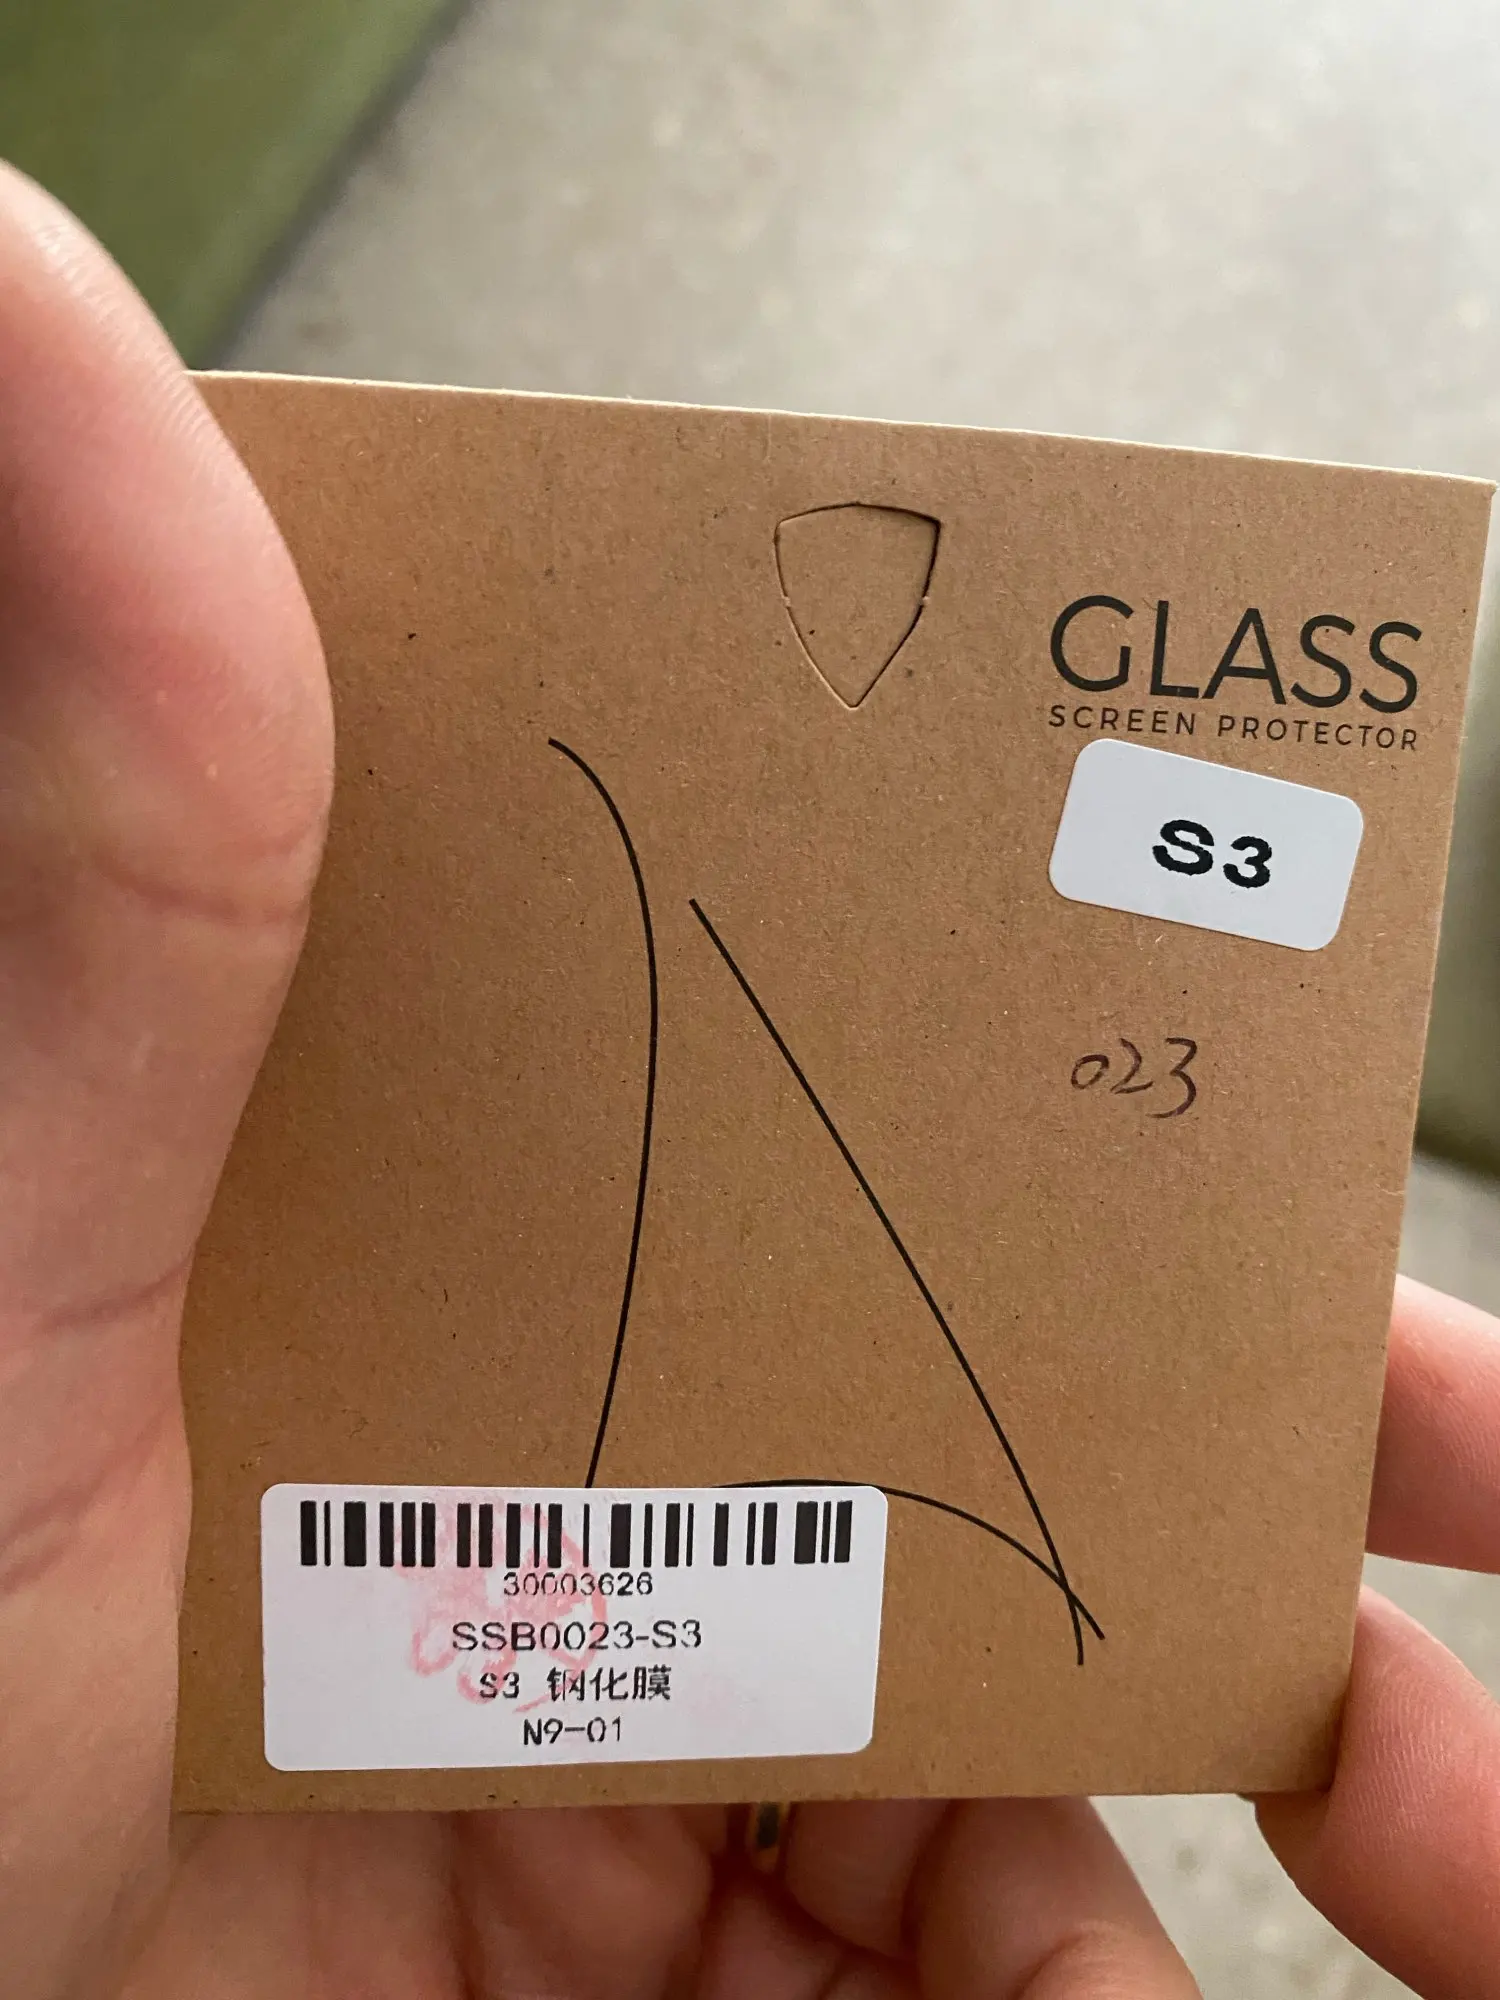 GLASS
SCREEN PROTECTOR
S3
023
30003626
SSB0023-S3
S3 钢化膜
N9-01